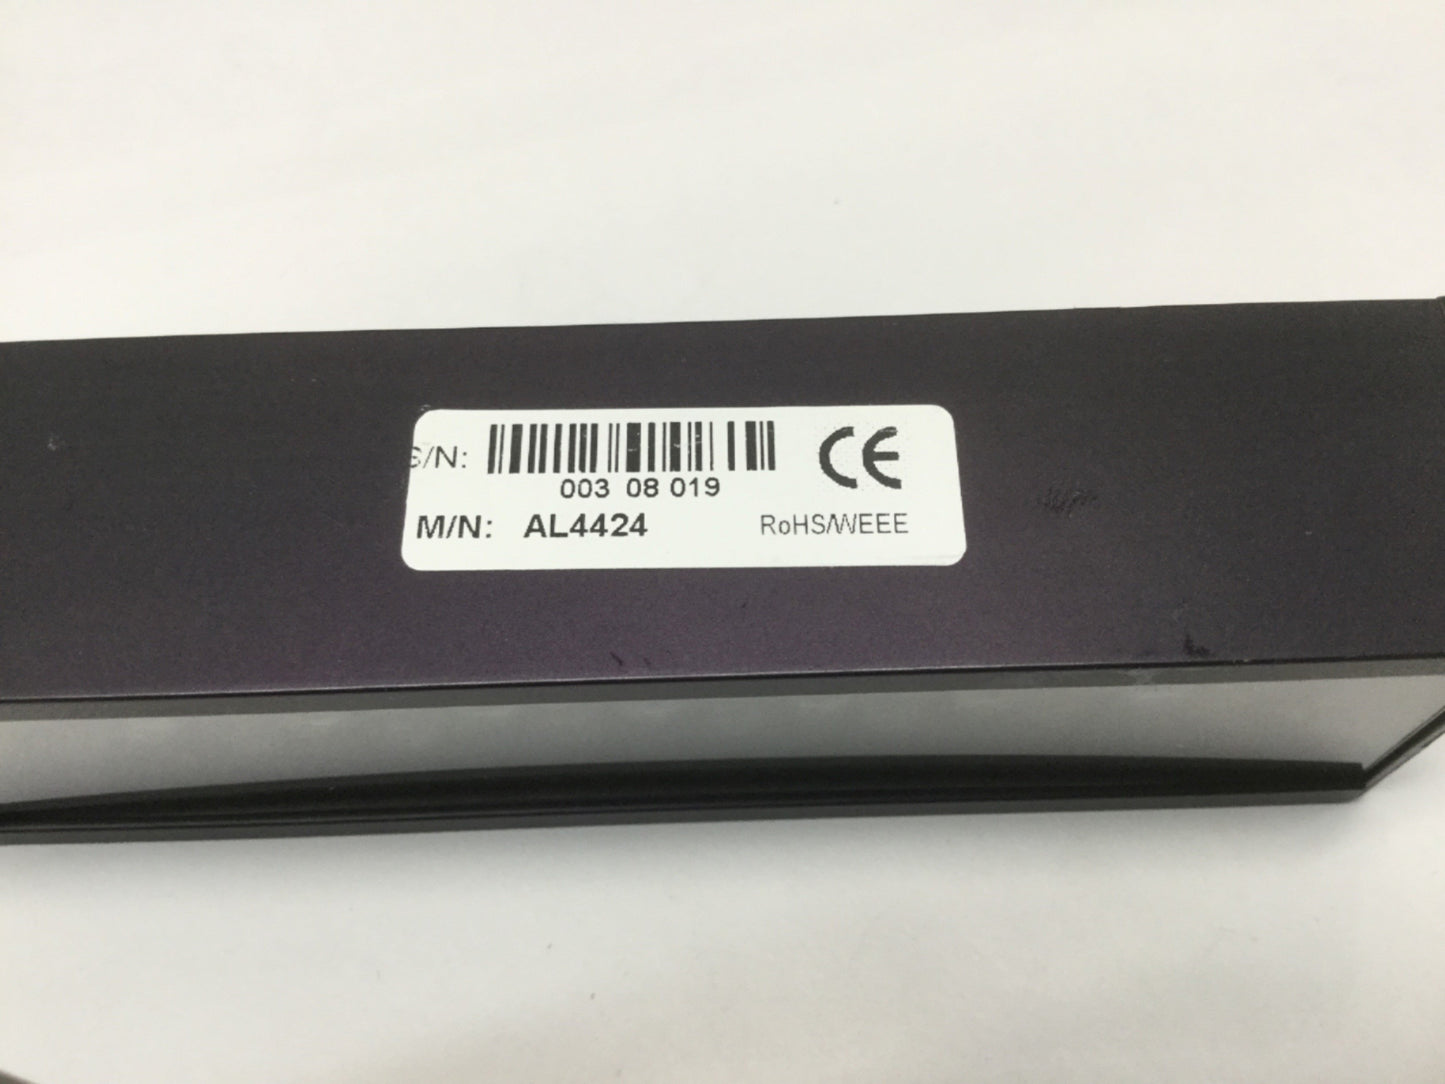 S/N:
003 08 019
CE
M/N: AL4424
RoHS/WEEE